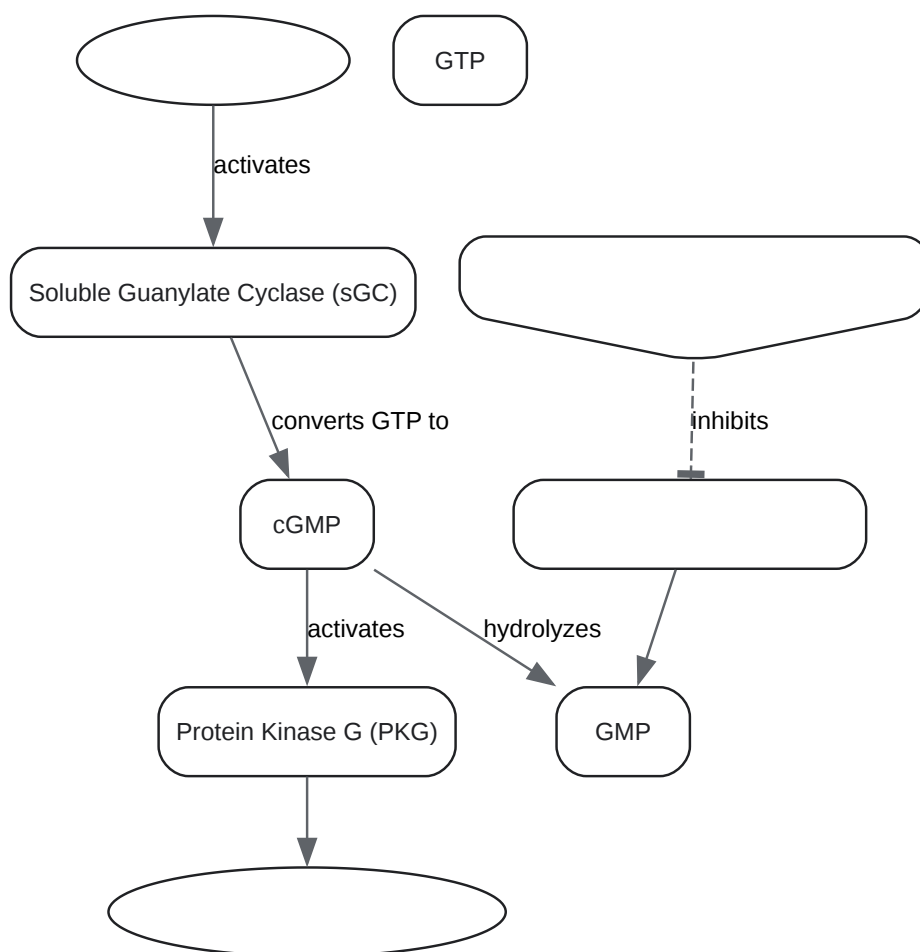 GTP
activates
Soluble Guanylate Cyclase (sGC)
converts GTP to
inhibits
cGMP
activates
hydrolyzes
Protein Kinase G (PKG)
GMP